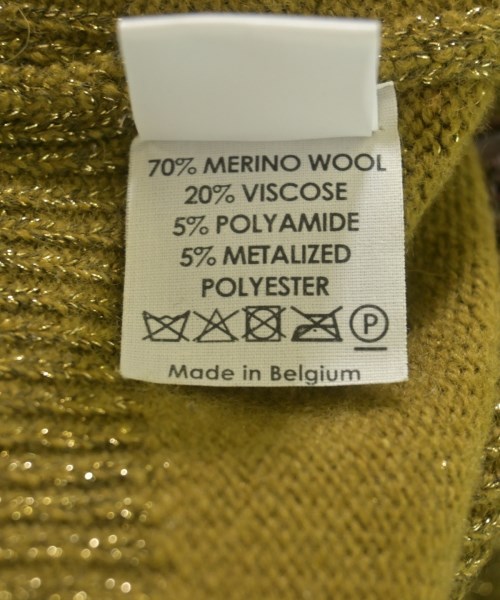 70% MERINO WOOL
20% VISCOSE
5% POLYAMIDE
5% METALIZED
POLYESTER
P
Made in Belgium